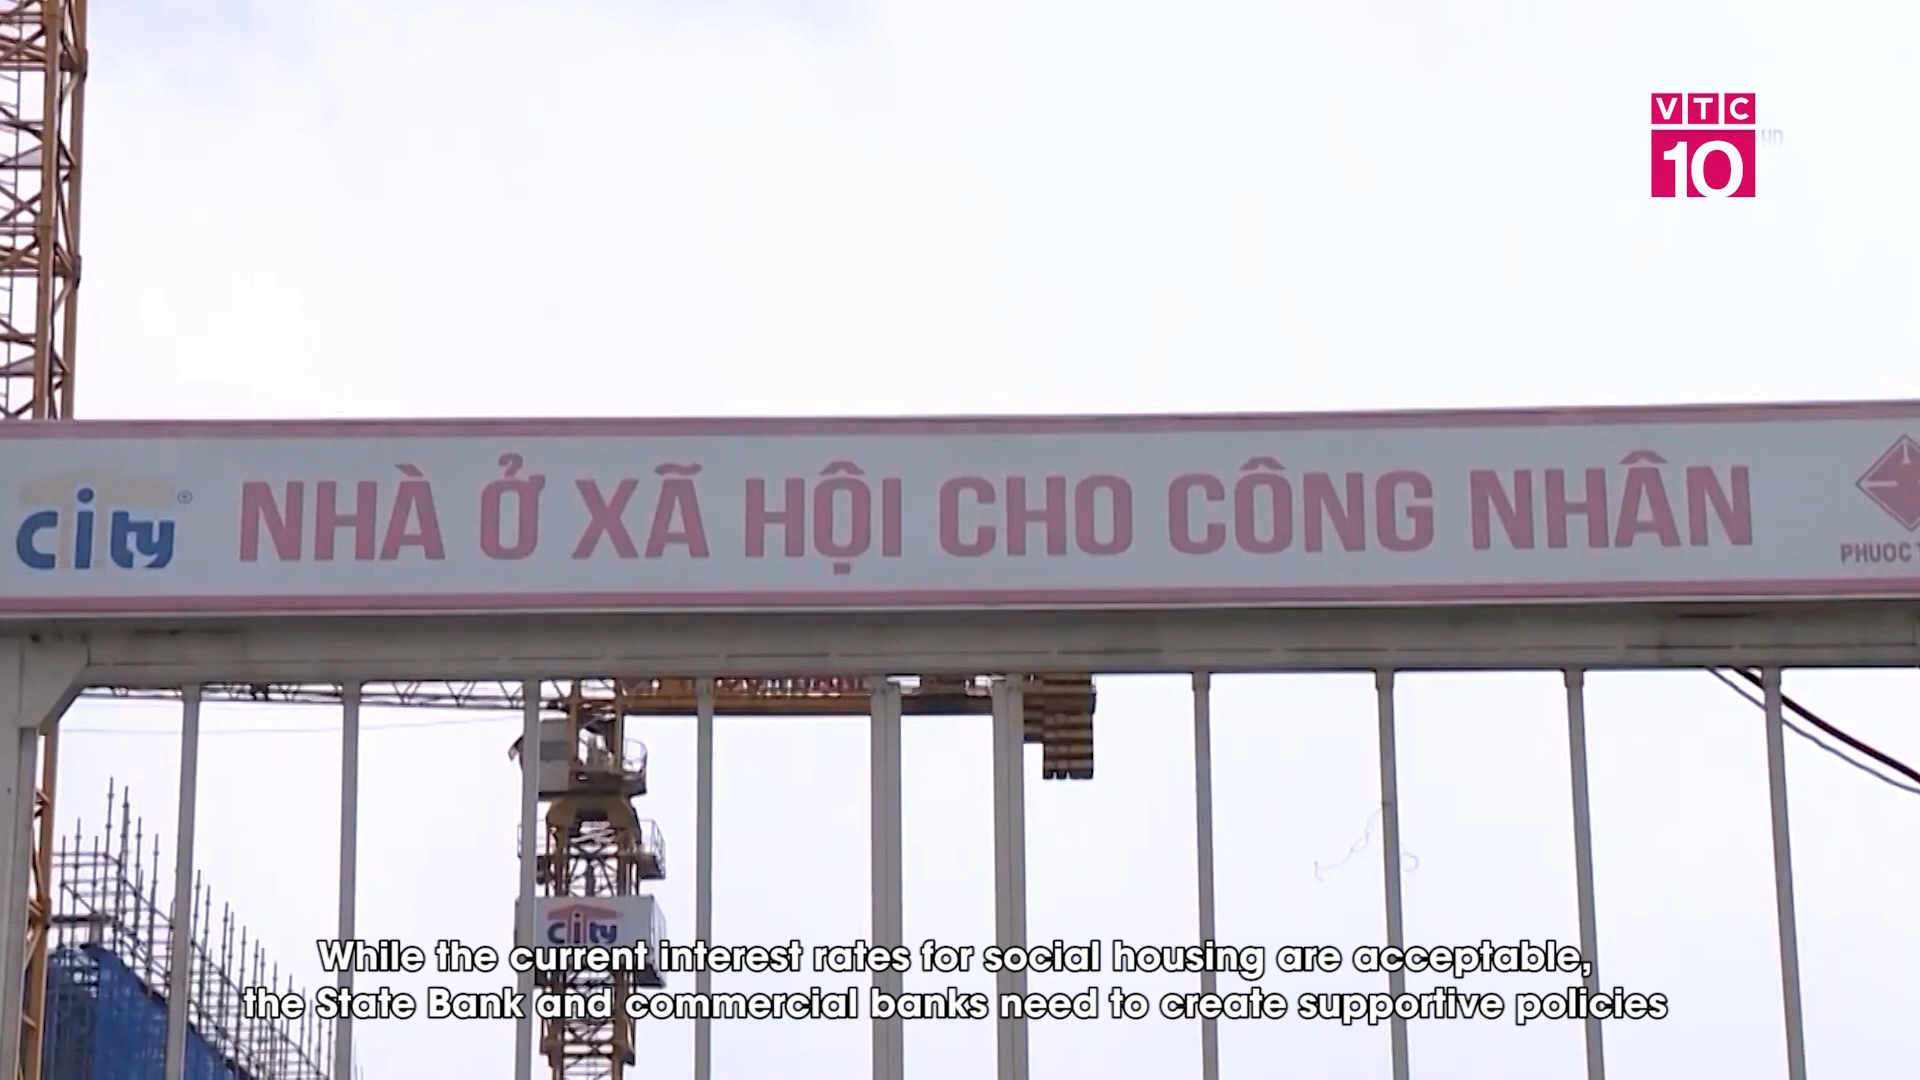 VTC
10
city
NHÀ Ở XÃ HỘI CHO CÔNG NHÂN
PHUOC
city
While the current interest rates for social housing are acceptable,
the State Bank and commercial banks need to create supportive policies